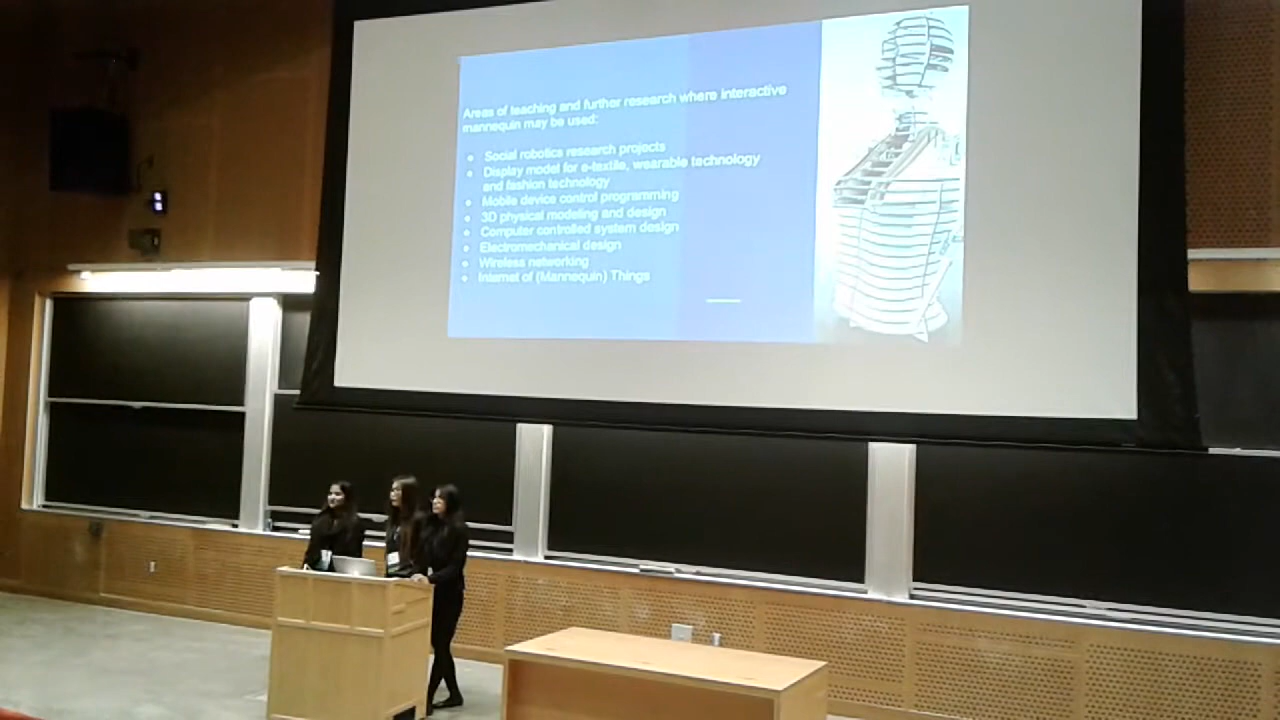 Areas of teaching and further research where interactive
mannequin may be used:
● Social robotics research projects
● Display model for e-textile, wearable technology
and fashion technology
● Mobile device control programming
● 3D physical modeling and design
● Computer controlled system design
● Electromechanical design
● Wireless networking
● Internet of (Mannequin) Things